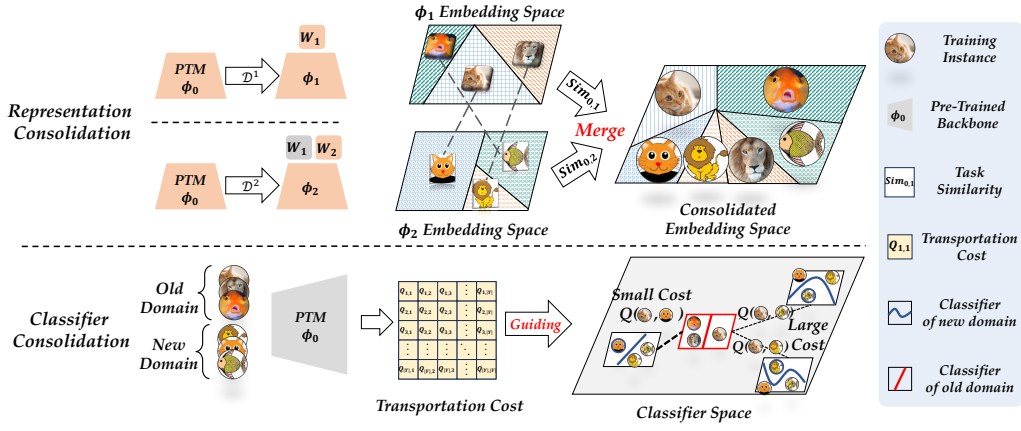 Representation
Consolidation
PTM
ϕ₀
𝒟¹
W₁
ϕ₁
PTM
ϕ₀
𝒟²
W₁
W₂
ϕ₂
ϕ₁ Embedding Space
ϕ₂ Embedding Space
Sim₀,₁
Merge
Sim₀,₂
Consolidated
Embedding Space
Classifier
Consolidation
Old
Domain
New
Domain
PTM
ϕ₀
Q₁,₁ Q₁,₂ Q₁,₃ ⋮ Q₁,|Y|
Q₂,₁ Q₂,₂ Q₂,₃ ⋮ Q₂,|Y|
Q₃,₁ Q₃,₂ Q₃,₃ ⋮ Q₃,|Y|
⋮ ⋮ ⋮ ⋱ ⋮
Q|Y|,₁ Q|Y|,₂ Q|Y|,₃ ⋮ Q|Y|,|Y|
Transportation Cost
Guiding
Small Cost
Q( , )
Q( , )
Large
Cost
Q( , )
Classifier Space
Training
Instance
ϕ₀
Pre-Trained
Backbone
Sim₀,₁
Task
Similarity
Q₁,₁
Transportation
Cost
Classifier
of new domain
Classifier
of old domain